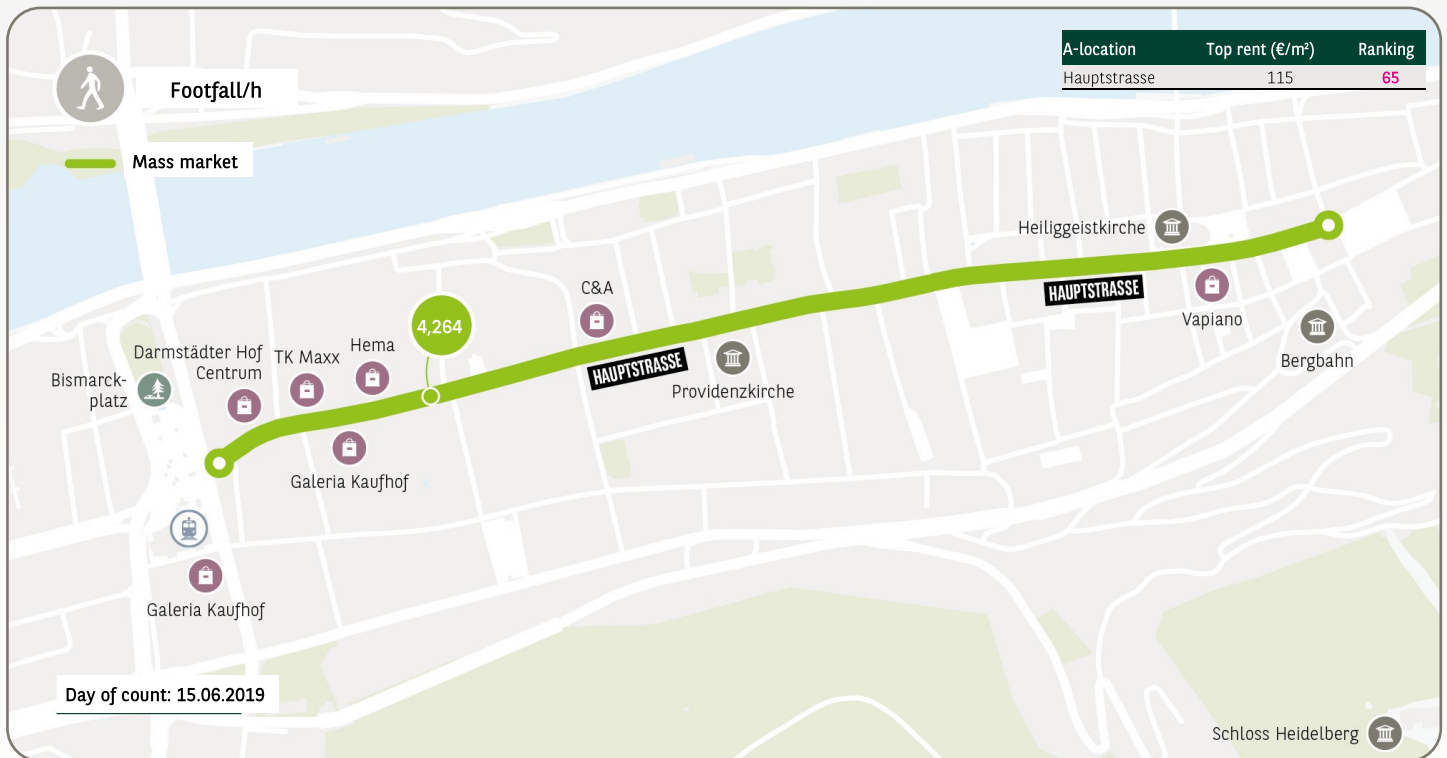 A-location Top rent (€/m²) Ranking
Hauptstrasse 115 65
Footfall/h
Mass market
Heiliggeistkirche
HAUPTSTRASSE
Vapiano
Bergbahn
C&A
4,264
HAUPTSTRASSE
Providenzkirche
Hema
TK Maxx
Darmstädter Hof
Centrum
Bismarck-
platz
Galeria Kaufhof
Galeria Kaufhof
Day of count: 15.06.2019
Schloss Heidelberg